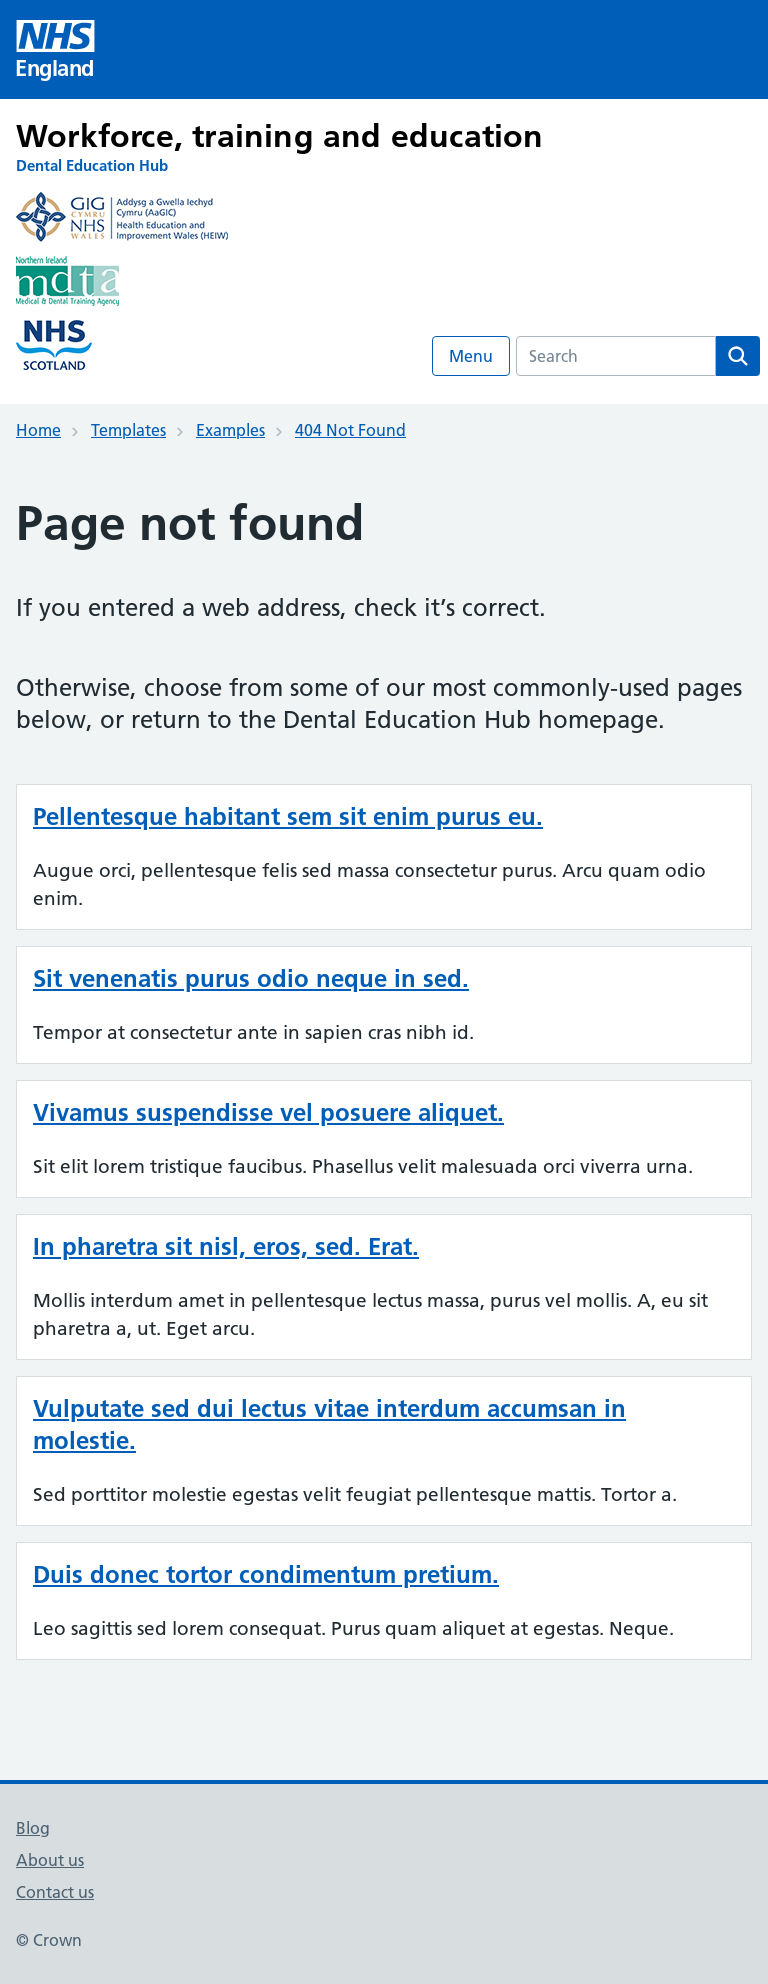 NHS
England
Workforce, training and education
Dental Education Hub
GIG
CYMRU
NHS
WALES
Addysg a Gwella Iechyd
Cymru (AaGIC)
Health Education and
Improvement Wales (HEIW)
Northern Ireland
mdta
Medical & Dental Training Agency
NHS
SCOTLAND
Menu
Search
Home
Templates
Examples
404 Not Found
Page not found
If you entered a web address, check it’s correct.
Otherwise, choose from some of our most commonly-used pages
below, or return to the Dental Education Hub homepage.
Pellentesque habitant sem sit enim purus eu.
Augue orci, pellentesque felis sed massa consectetur purus. Arcu quam odio
enim.
Sit venenatis purus odio neque in sed.
Tempor at consectetur ante in sapien cras nibh id.
Vivamus suspendisse vel posuere aliquet.
Sit elit lorem tristique faucibus. Phasellus velit malesuada orci viverra urna.
In pharetra sit nisl, eros, sed. Erat.
Mollis interdum amet in pellentesque lectus massa, purus vel mollis. A, eu sit
pharetra a, ut. Eget arcu.
Vulputate sed dui lectus vitae interdum accumsan in
molestie.
Sed porttitor molestie egestas velit feugiat pellentesque mattis. Tortor a.
Duis donec tortor condimentum pretium.
Leo sagittis sed lorem consequat. Purus quam aliquet at egestas. Neque.
Blog
About us
Contact us
© Crown